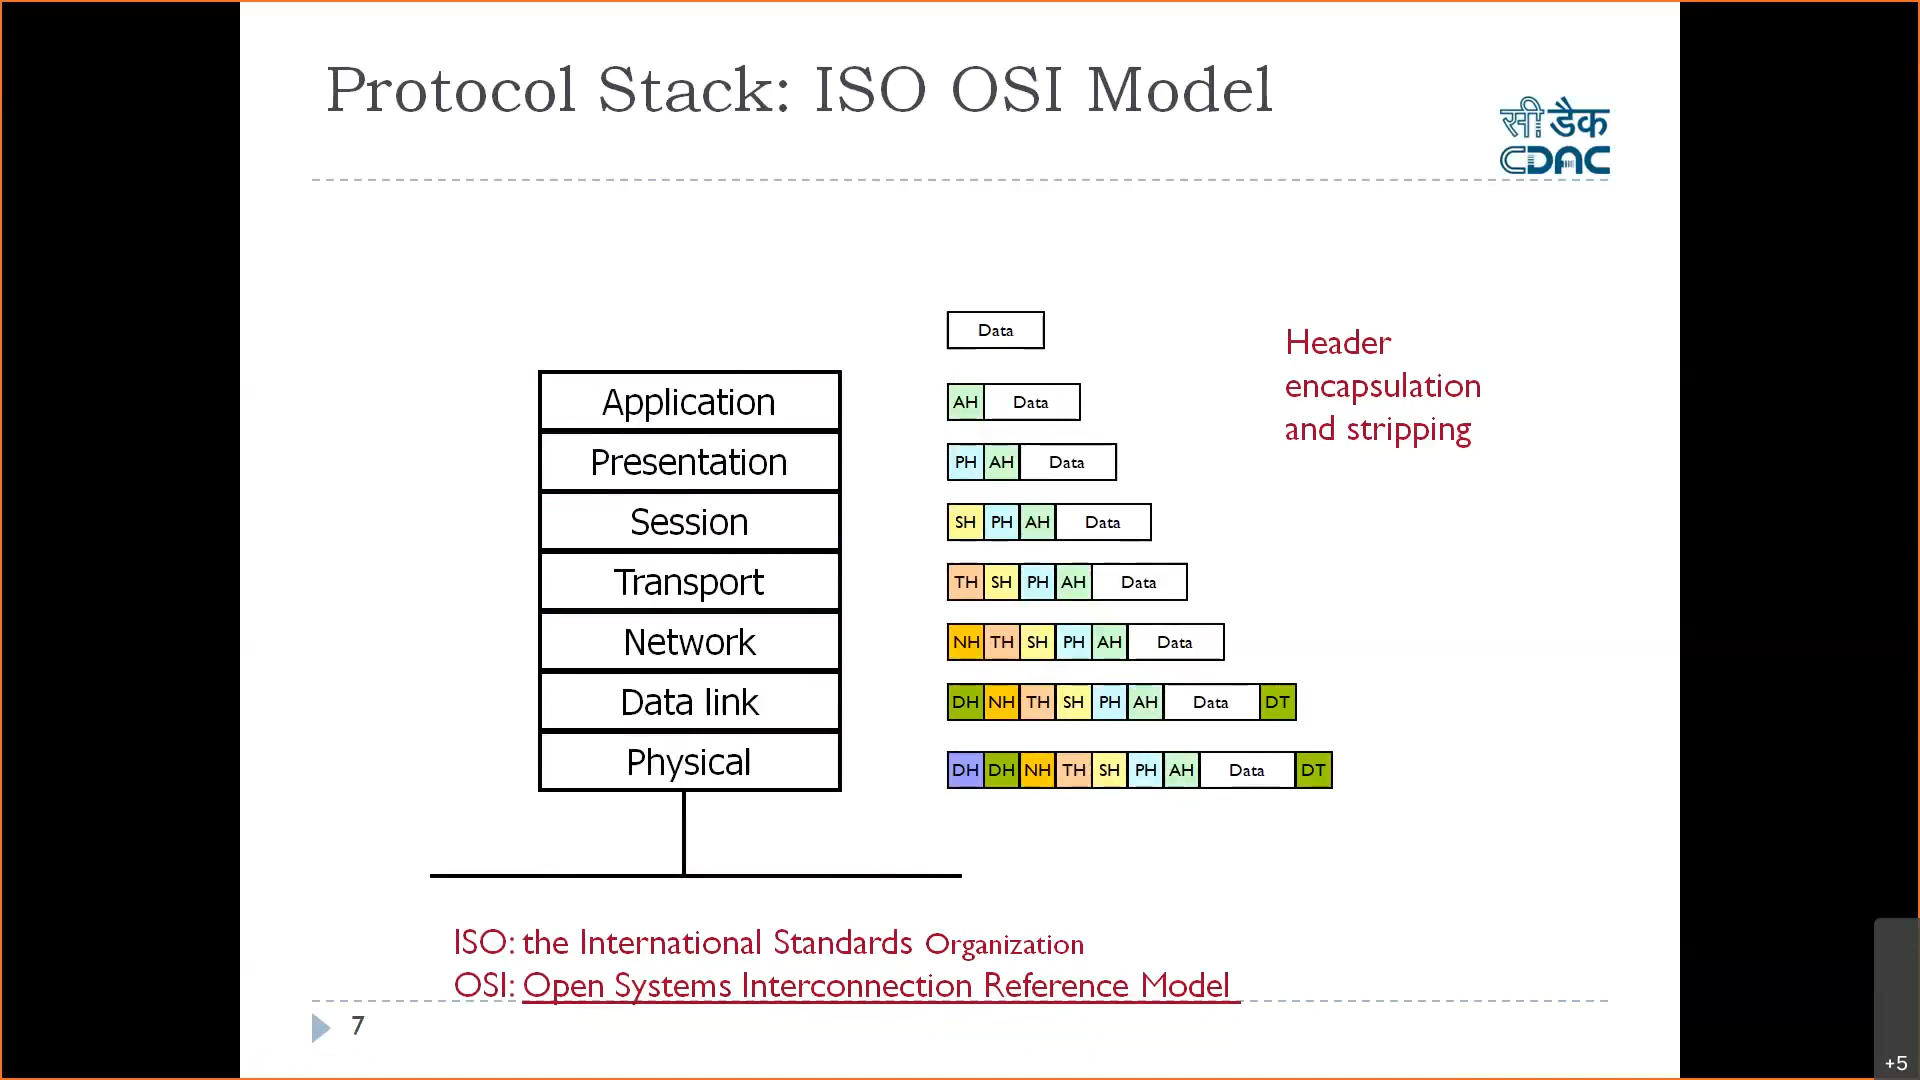 Protocol Stack: ISO OSI Model
सी डैक
CDAC
Data
Header
encapsulation
and stripping
Application
AH Data
Presentation
PH AH Data
Session
SH PH AH Data
Transport
TH SH PH AH Data
Network
NH TH SH PH AH Data
Data link
DH NH TH SH PH AH Data DT
Physical
DH DH NH TH SH PH AH Data DT
ISO: the International Standards Organization
OSI: Open Systems Interconnection Reference Model
7
+5